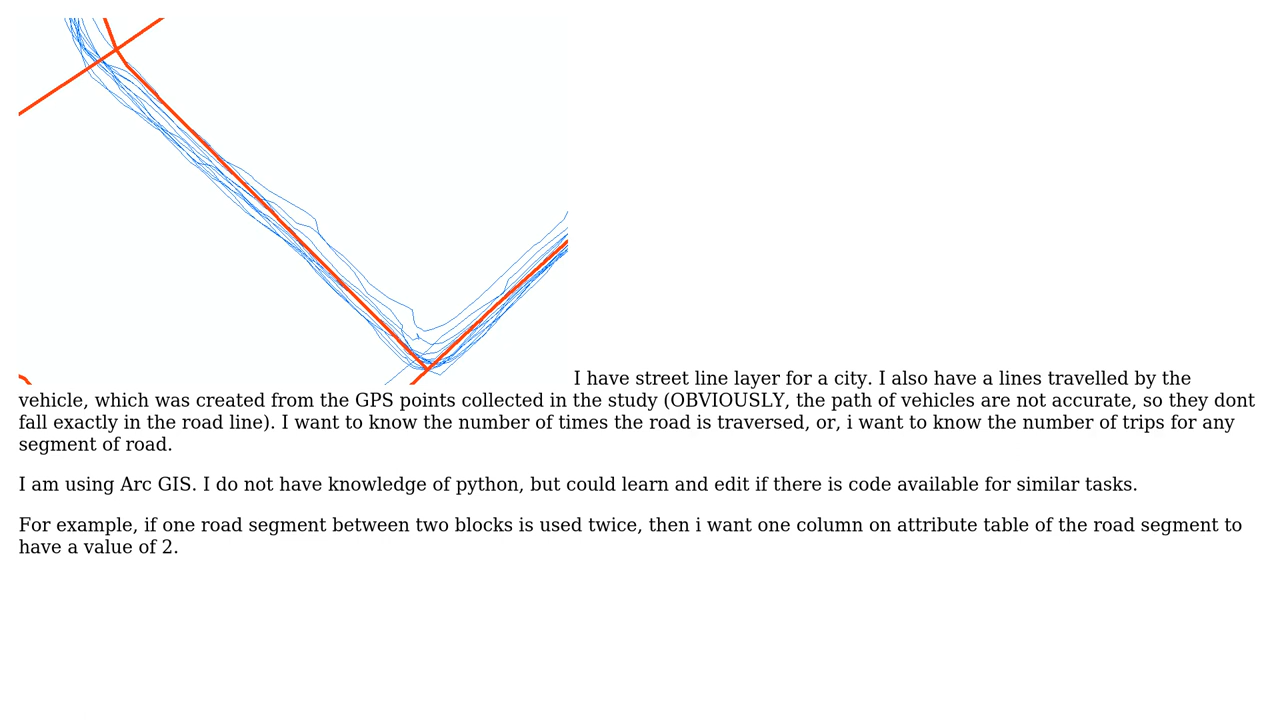 I have street line layer for a city. I also have a lines travelled by the
vehicle, which was created from the GPS points collected in the study (OBVIOUSLY, the path of vehicles are not accurate, so they dont
fall exactly in the road line). I want to know the number of times the road is traversed, or, i want to know the number of trips for any
segment of road.
I am using Arc GIS. I do not have knowledge of python, but could learn and edit if there is code available for similar tasks.
For example, if one road segment between two blocks is used twice, then i want one column on attribute table of the road segment to
have a value of 2.